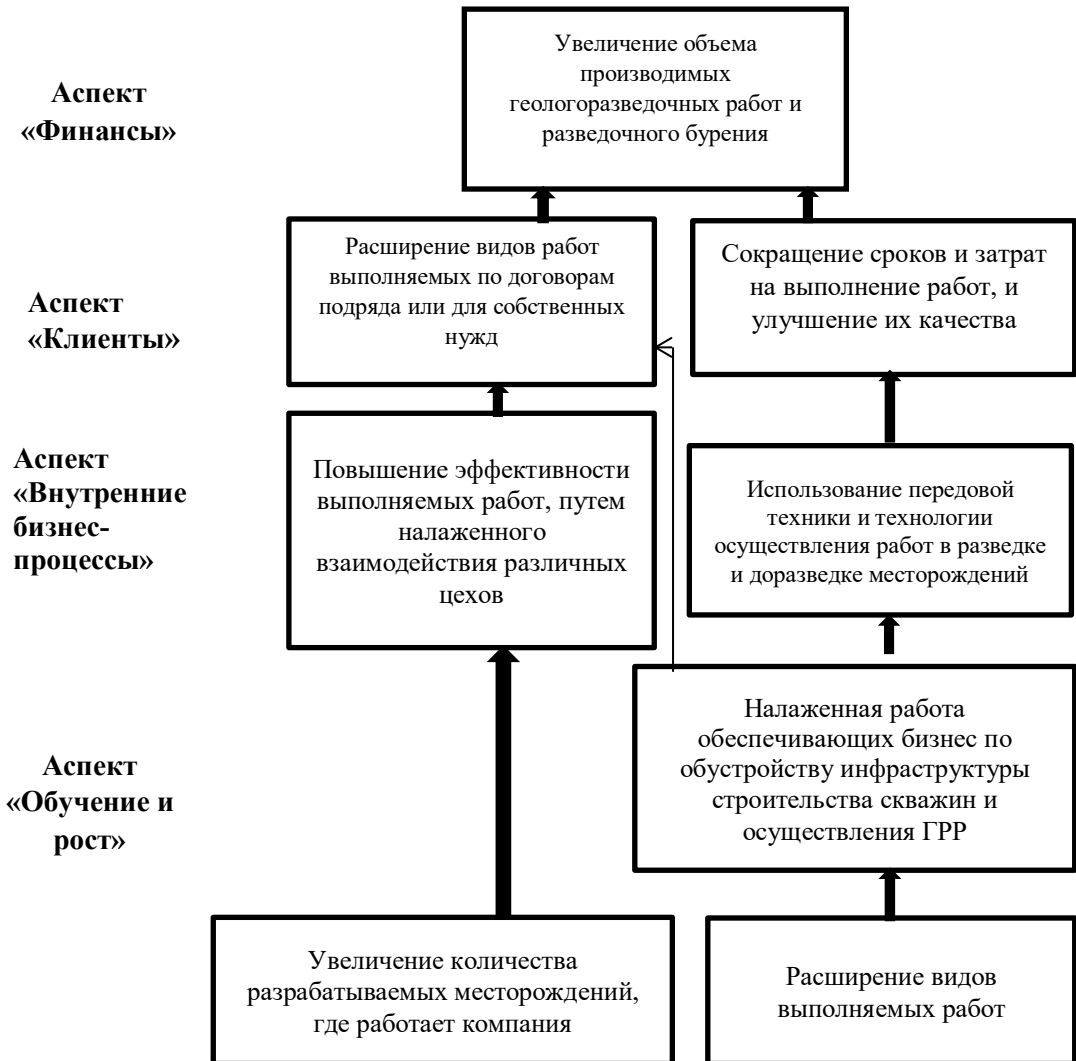 Увеличение объема
производимых
геологоразведочных работ и
разведочного бурения
Аспект
«Финансы»
Расширение видов работ
выполняемых по договорам
подряда или для собственных
нужд
Сокращение сроков и затрат
на выполнение работ, и
улучшение их качества
Аспект
«Клиенты»
Аспект
«Внутренние
бизнес-
процессы»
Повышение эффективности
выполняемых работ, путем
налаженного
взаимодействия различных
цехов
Использование передовой
техники и технологии
осуществления работ в разведке
и доразведке месторождений
Аспект
«Обучение и
рост»
Налаженная работа
обеспечивающих бизнес по
обустройству инфраструктуры
строительства скважин и
осуществления ГРР
Увеличение количества
разрабатываемых месторождений,
где работает компания
Расширение видов
выполняемых работ